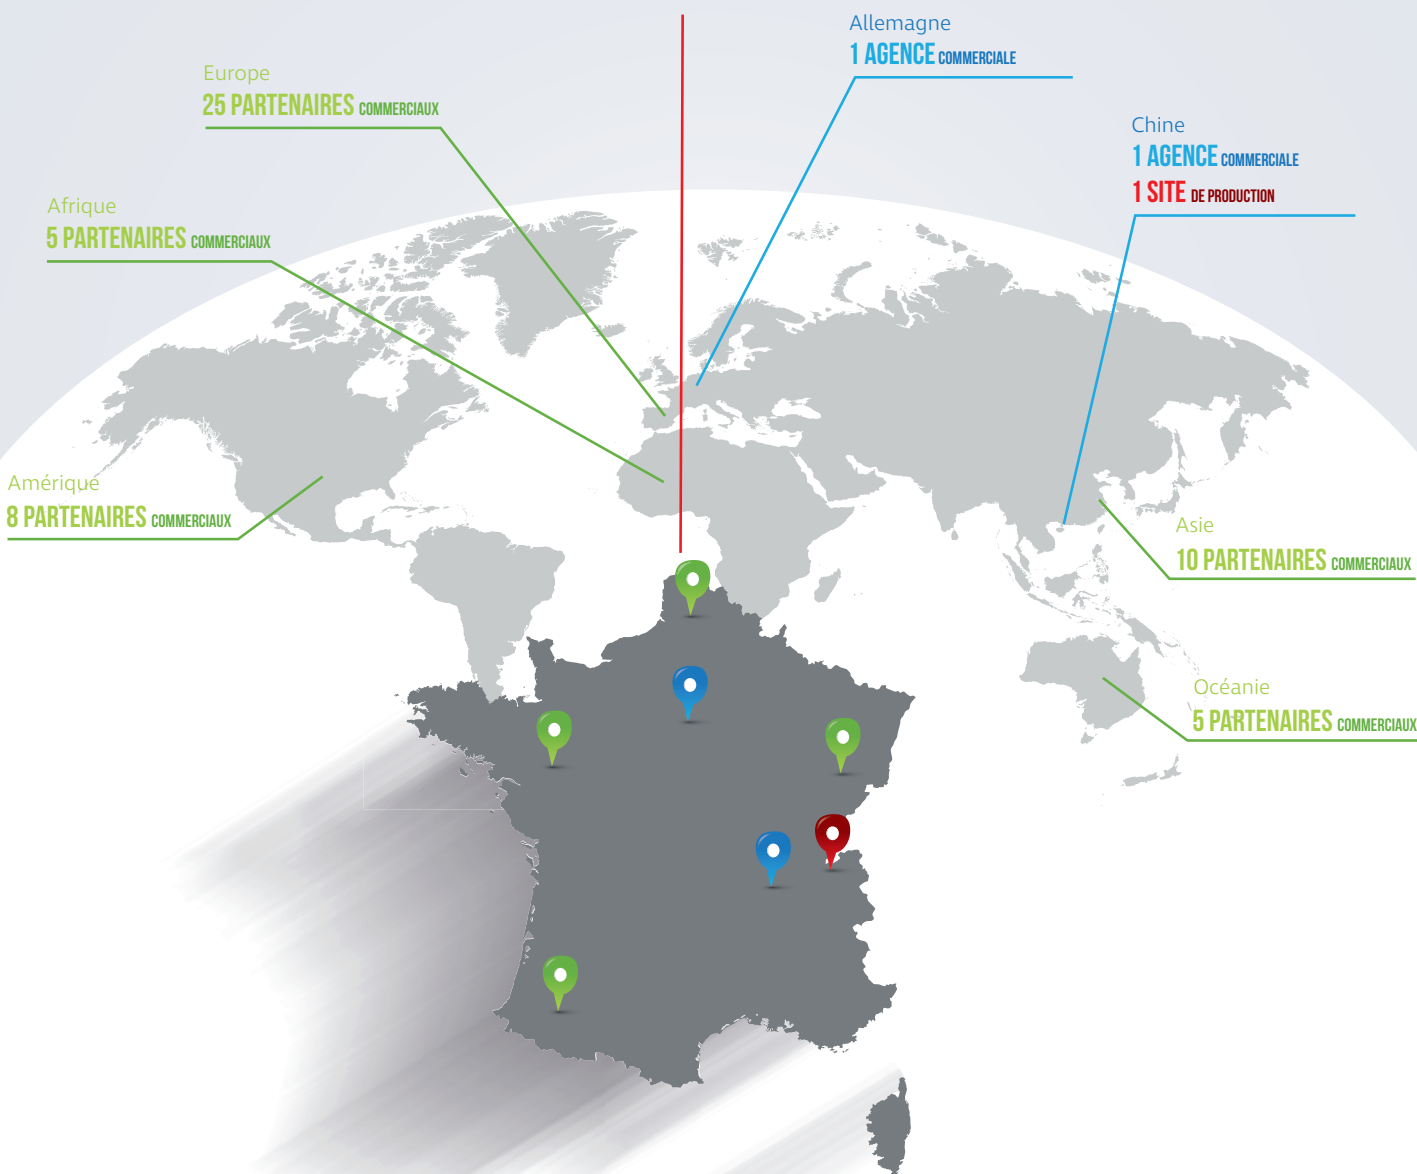 Allemagne
1 AGENCE COMMERCIALE
Europe
25 PARTENAIRES COMMERCIAUX
Chine
1 AGENCE COMMERCIALE
1 SITE DE PRODUCTION
Afrique
5 PARTENAIRES COMMERCIAUX
Amérique
8 PARTENAIRES COMMERCIAUX
Asie
10 PARTENAIRES COMMERCIAUX
Océanie
5 PARTENAIRES COMMERCIAUX